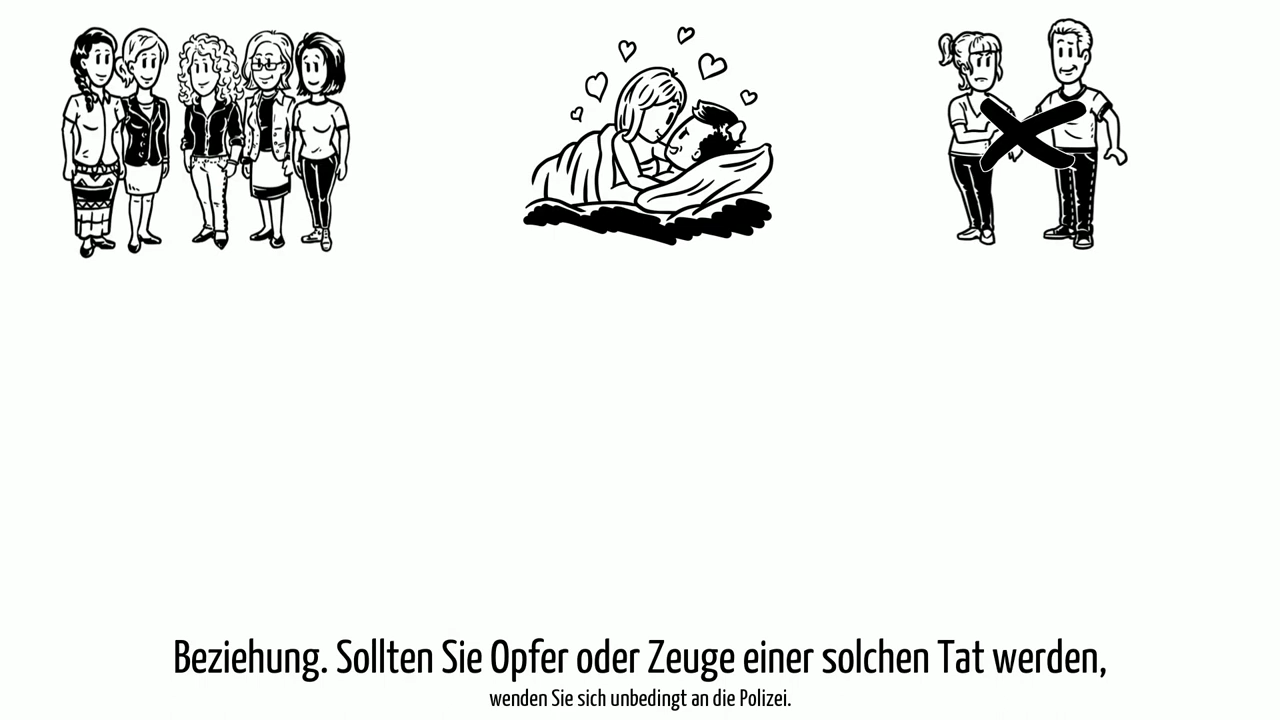 Beziehung. Sollten Sie Opfer oder Zeuge einer solchen Tat werden,
wenden Sie sich unbedingt an die Polizei.